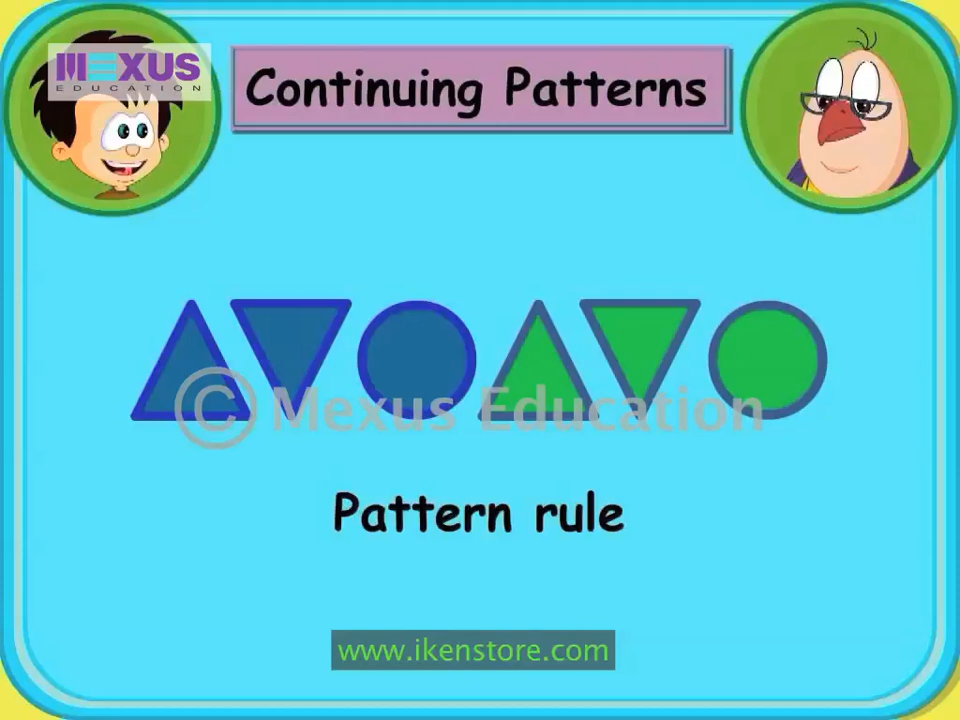 MEXUS
EDUCATION
Continuing Patterns
© Mexus Education
Pattern rule
www.ikenstore.com